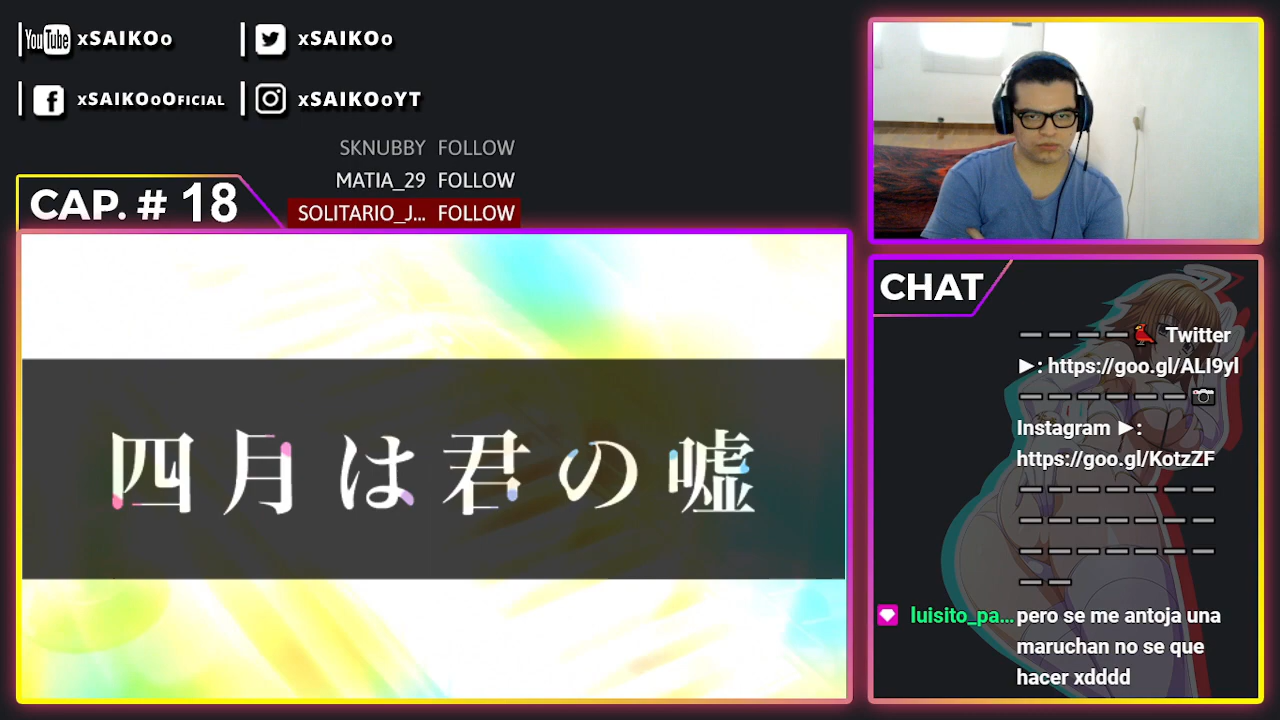 YouTube xSAIKOo
xSAIKOo
xSAIKOoOficial
xSAIKOoYT
SKNUBBY FOLLOW
MATIA_29 FOLLOW
SOLITARIO_J... FOLLOW
CAP. # 18
四月は君の嘘
CHAT
— — — — Twitter
►: https://goo.gl/ALI9yl
— — — — — —
Instagram ►:
https://goo.gl/KotzZF
— — — — — — —
— — — — — — —
— — — — — — —
— —
luisito_pa... pero se me antoja una
maruchan no se que
hacer xdddd